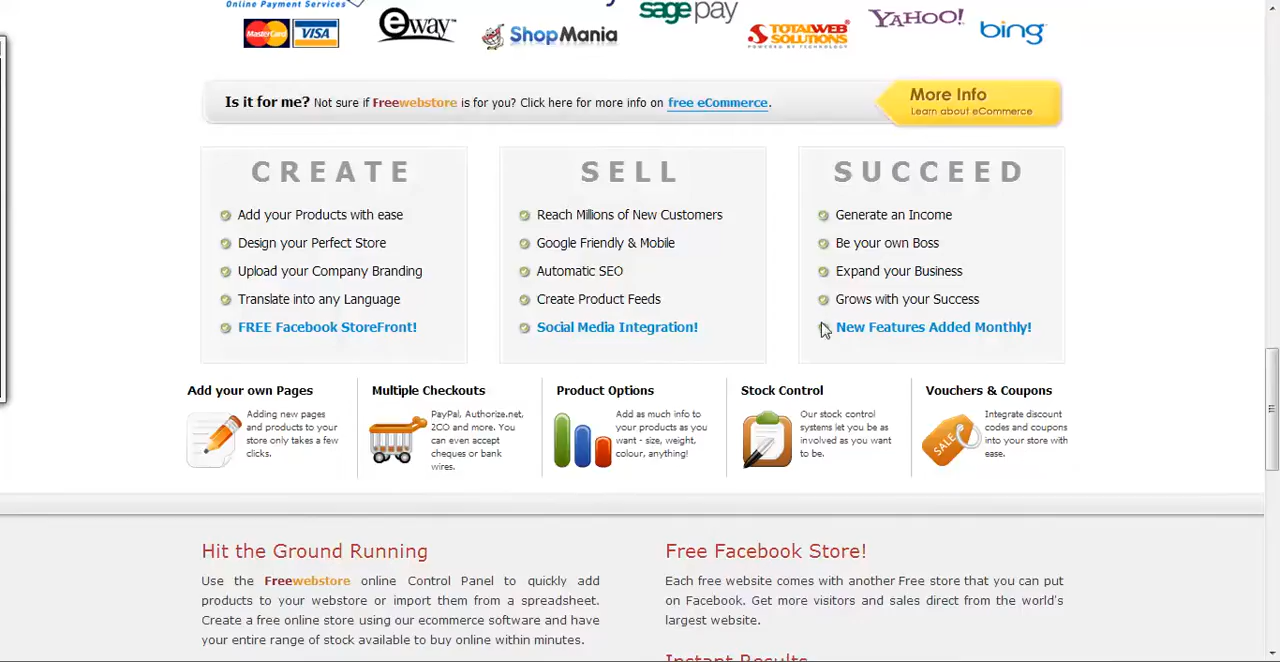 Online Payment Services
MasterCard VISA
eway
ShopMania
sagepay
TOTALWEB SOLUTIONS
POWERED BY TECHNOLOGY
YAHOO!
bing
Is it for me? Not sure if Freewebstore is for you? Click here for more info on free eCommerce.
More Info
Learn about eCommerce
CREATE
Add your Products with ease
Design your Perfect Store
Upload your Company Branding
Translate into any Language
FREE Facebook StoreFront!
SELL
Reach Millions of New Customers
Google Friendly & Mobile
Automatic SEO
Create Product Feeds
Social Media Integration!
SUCCEED
Generate an Income
Be your own Boss
Expand your Business
Grows with your Success
New Features Added Monthly!
Add your own Pages
Adding new pages
and products to your
store only takes a few
clicks.
Multiple Checkouts
PayPal, Authorize.net,
2CO and more. You
can even accept
cheques or bank
wires.
Product Options
Add as much info to
your products as you
want - size, weight,
colour, anything!
Stock Control
Our stock control
systems let you be as
involved as you want
to be.
Vouchers & Coupons
SALE
Integrate discount
codes and coupons
into your store with
ease.
Hit the Ground Running
Use the Freewebstore online Control Panel to quickly add
products to your webstore or import them from a spreadsheet.
Create a free online store using our ecommerce software and have
your entire range of stock available to buy online within minutes.
Free Facebook Store!
Each free website comes with another Free store that you can put
on Facebook. Get more visitors and sales direct from the world's
largest website.
Instant Results